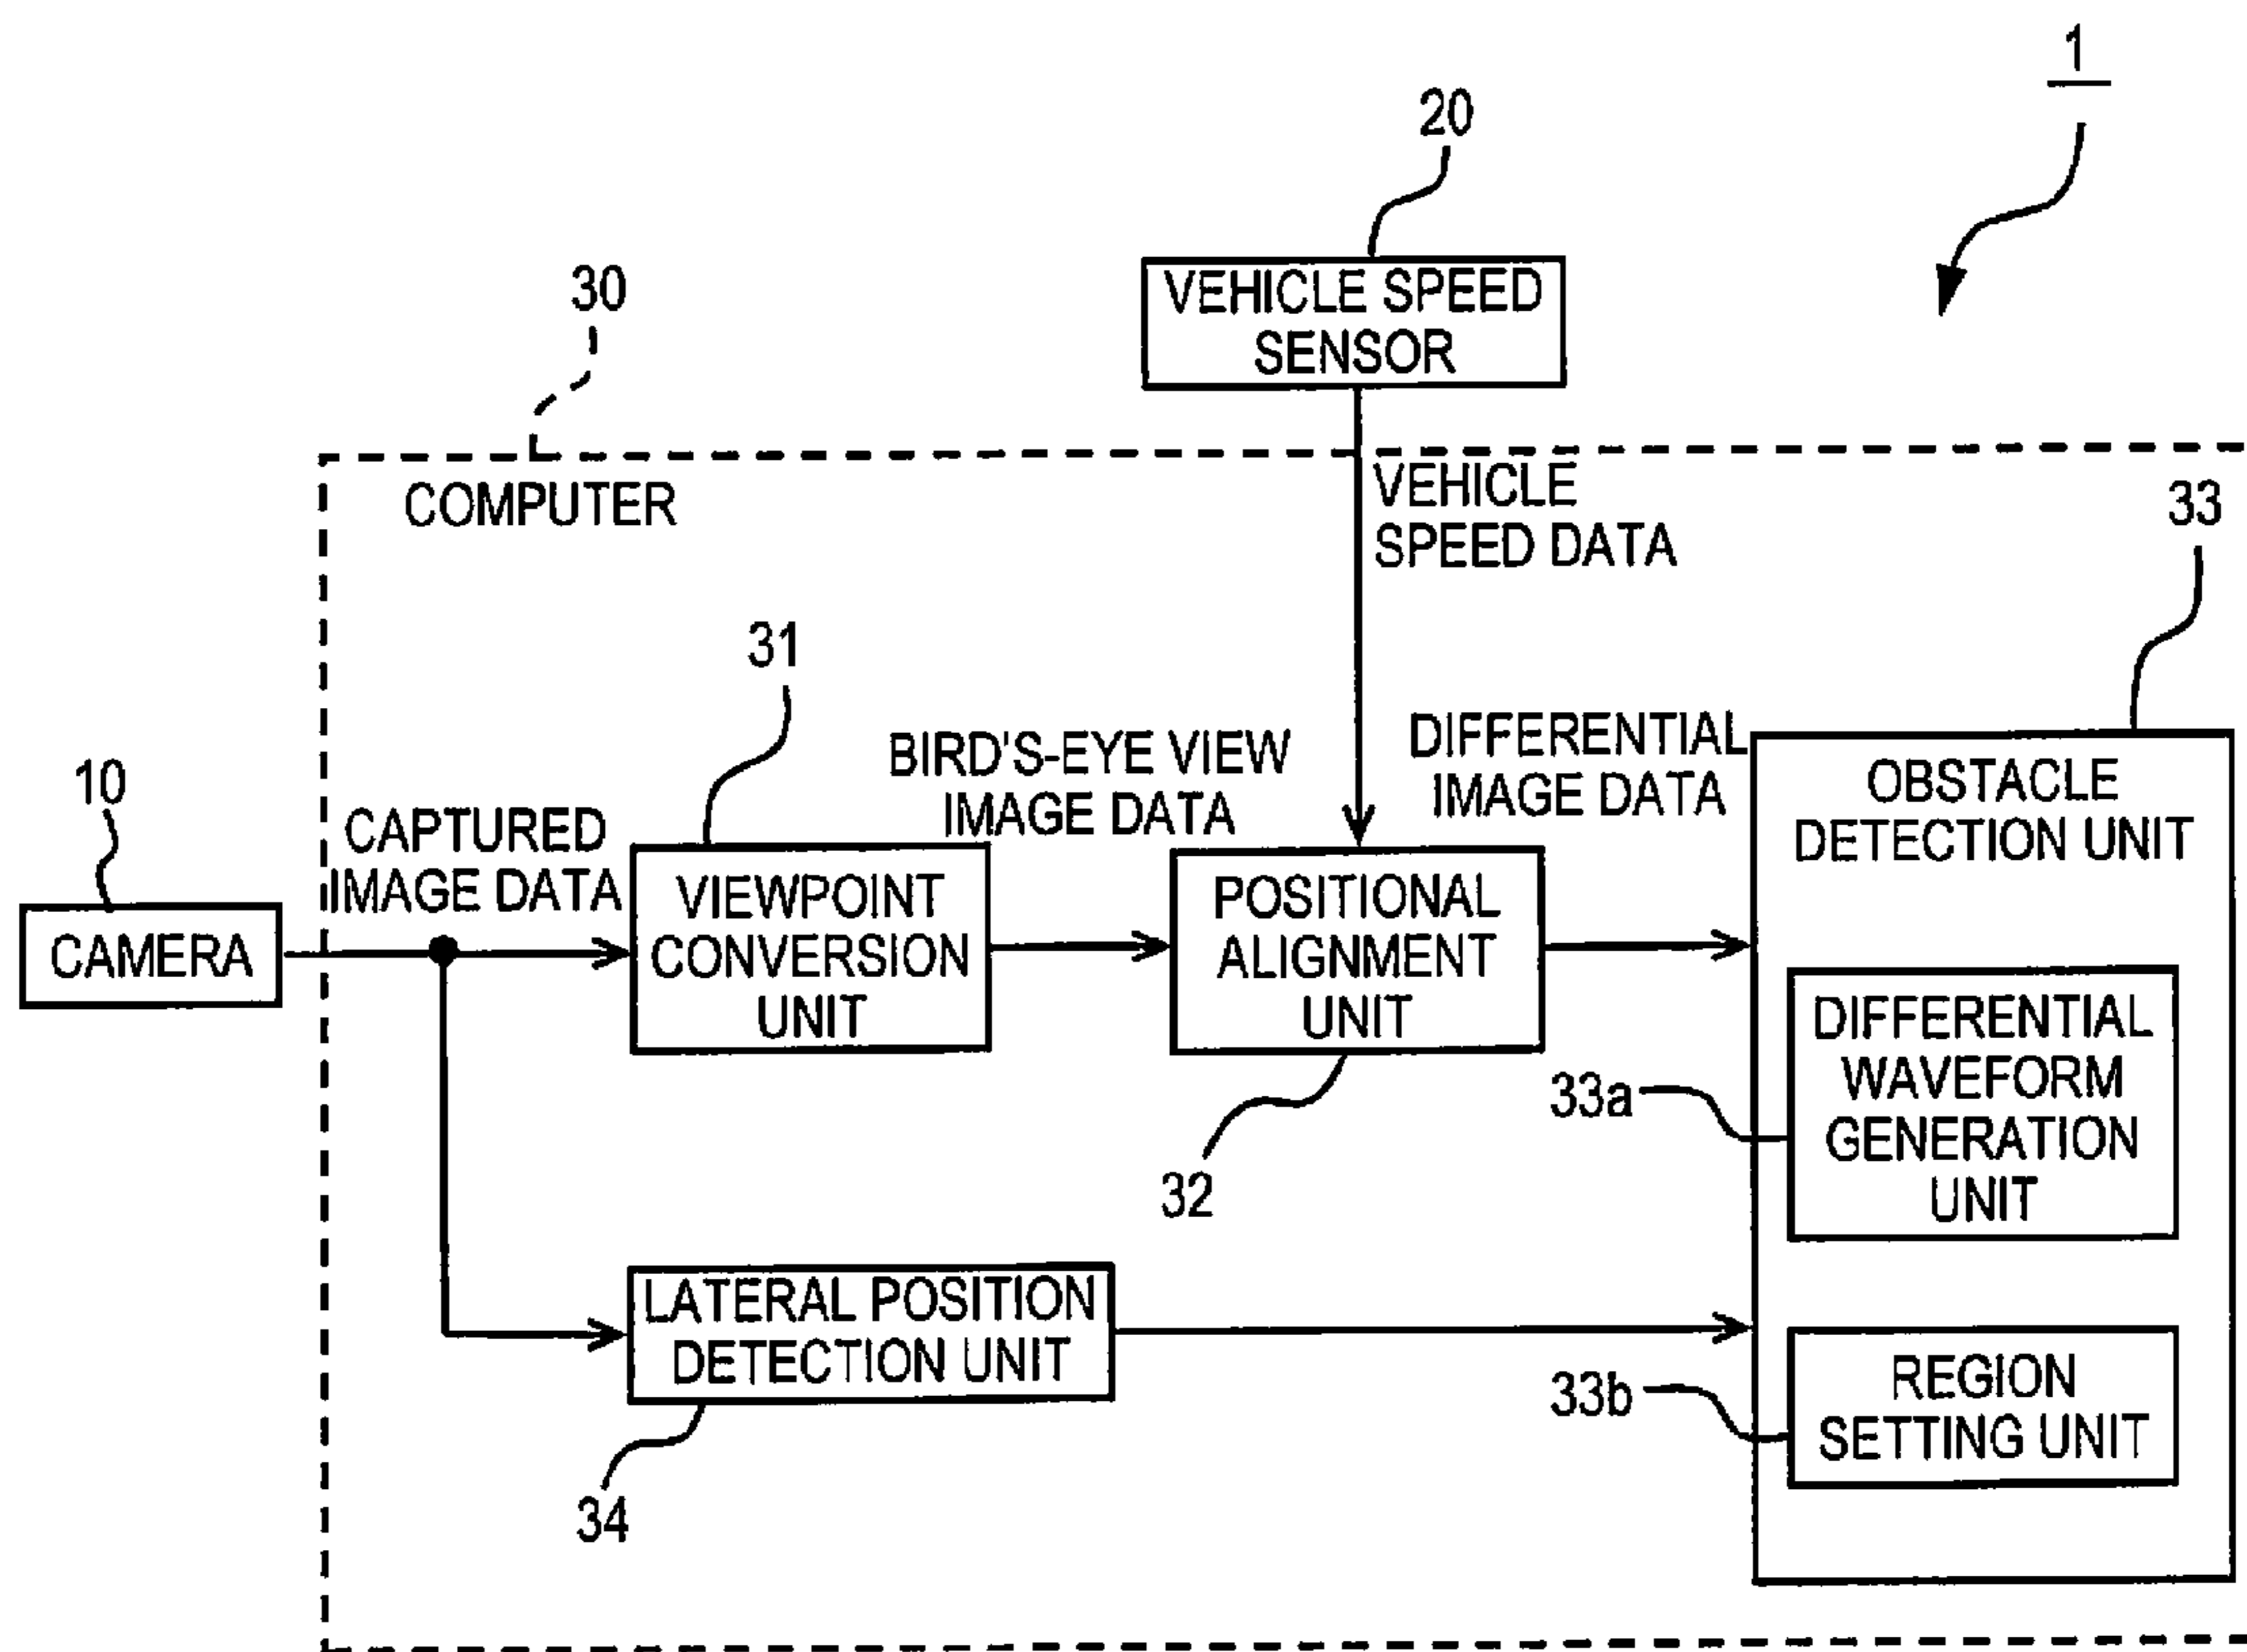 1
20
VEHICLE SPEED
SENSOR
30
COMPUTER
VEHICLE
SPEED DATA
33
31
BIRD'S-EYE VIEW
IMAGE DATA
DIFFERENTIAL
IMAGE DATA
OBSTACLE
DETECTION UNIT
10
CAPTURED
IMAGE DATA
CAMERA
VIEWPOINT
CONVERSION
UNIT
POSITIONAL
ALIGNMENT
UNIT
DIFFERENTIAL
WAVEFORM
GENERATION
UNIT
33a
32
LATERAL POSITION
DETECTION UNIT
REGION
SETTING UNIT
33b
34